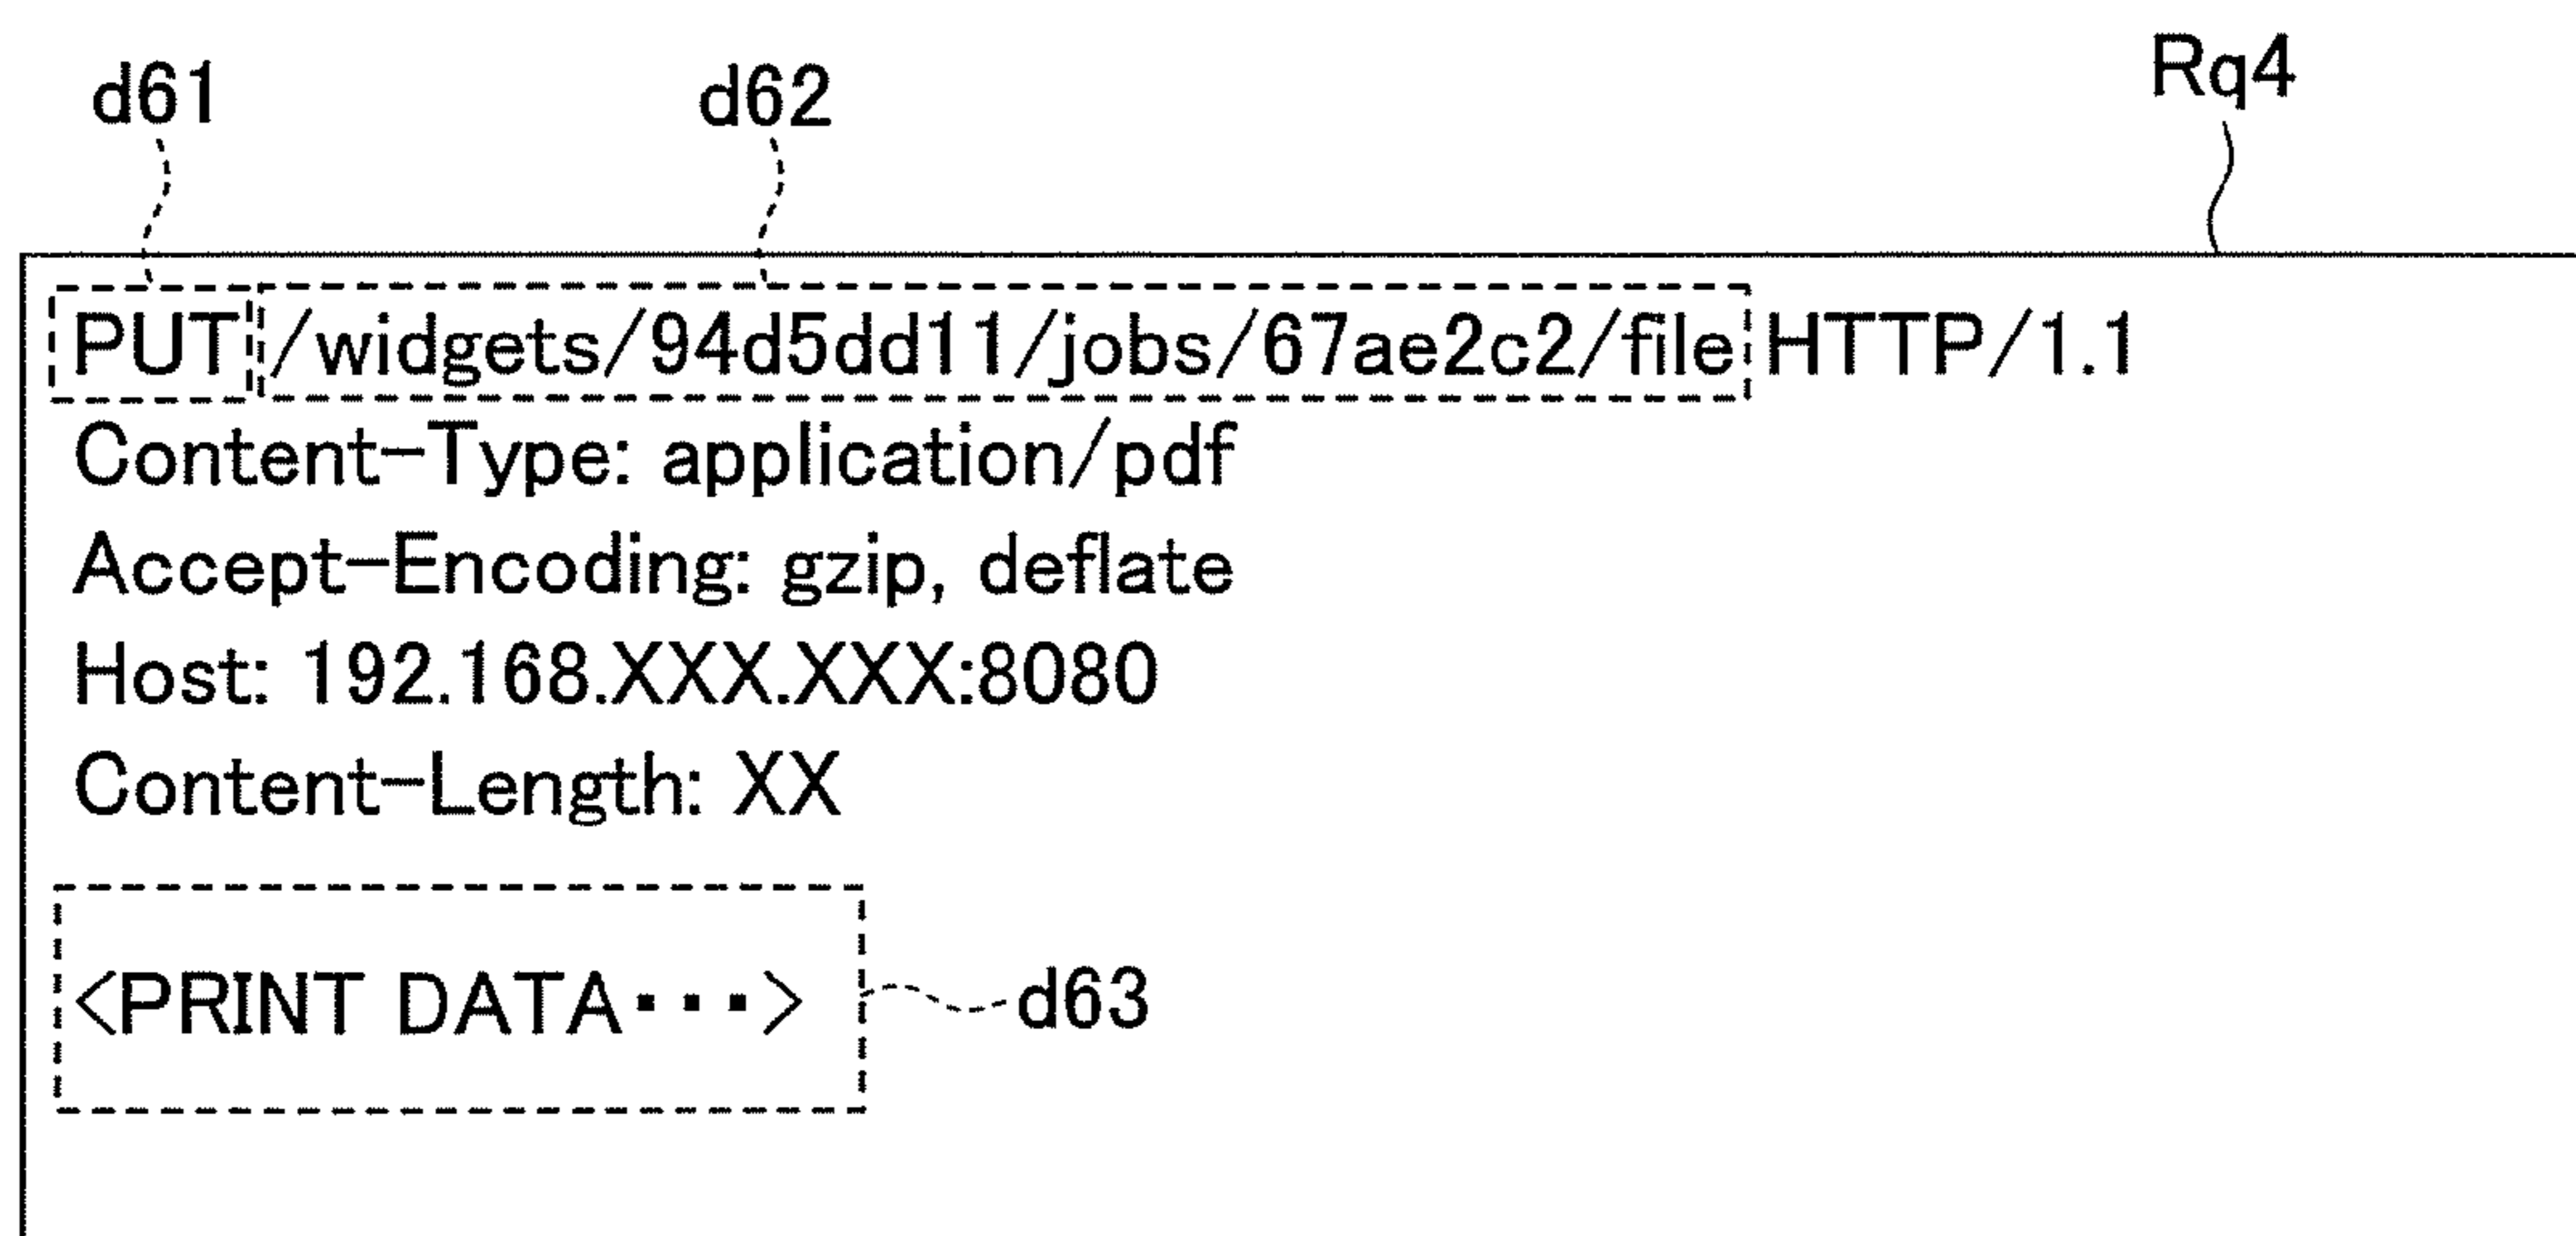 d61 d62 Rq4
PUT /widgets/94d5dd11/jobs/67ae2c2/file HTTP/1.1
Content-Type: application/pdf
Accept-Encoding: gzip, deflate
Host: 192.168.XXX.XXX:8080
Content-Length: XX
<PRINT DATA･･･> d63